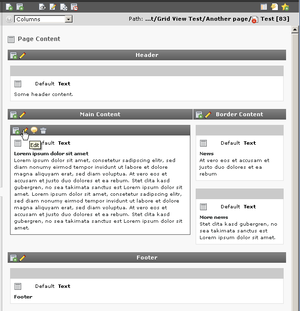 Columns
Path: ...t/Grid View Test/Another page/ Test [83]
Page Content
Header
Default Text
Some header content.
Main Content
Border Content
Edit
Default Text
Lorem ipsum dolor sit amet
Lorem ipsum dolor sit amet, consetetur sadipscing elitr,
sed diam nonumy eirmod tempor invidunt ut labore et
dolore magna aliquyam erat, sed diam voluptua. At vero
eos et accusam et justo duo dolores et ea rebum. Stet
clita kasd gubergren, no sea takimata sanctus est Lorem
ipsum dolor sit amet. Lorem ipsum dolor sit amet,
consetetur sadipscing elitr, sed diam nonumy eirmod
tempor invidunt ut labore et dolore magna aliquyam erat,
sed diam voluptua. At vero eos et accusam et justo duo
dolores et ea rebum. Stet clita kasd gubergren, no sea
takimata
Default Text
News
At vero eos et accusam et
justo duo dolores et ea
rebum
Default Text
More news
Stet clita kasd gubergren, no
sea takimata sanctus est
Lorem ipsum dolor sit amet.
Footer
Default Text
Footer